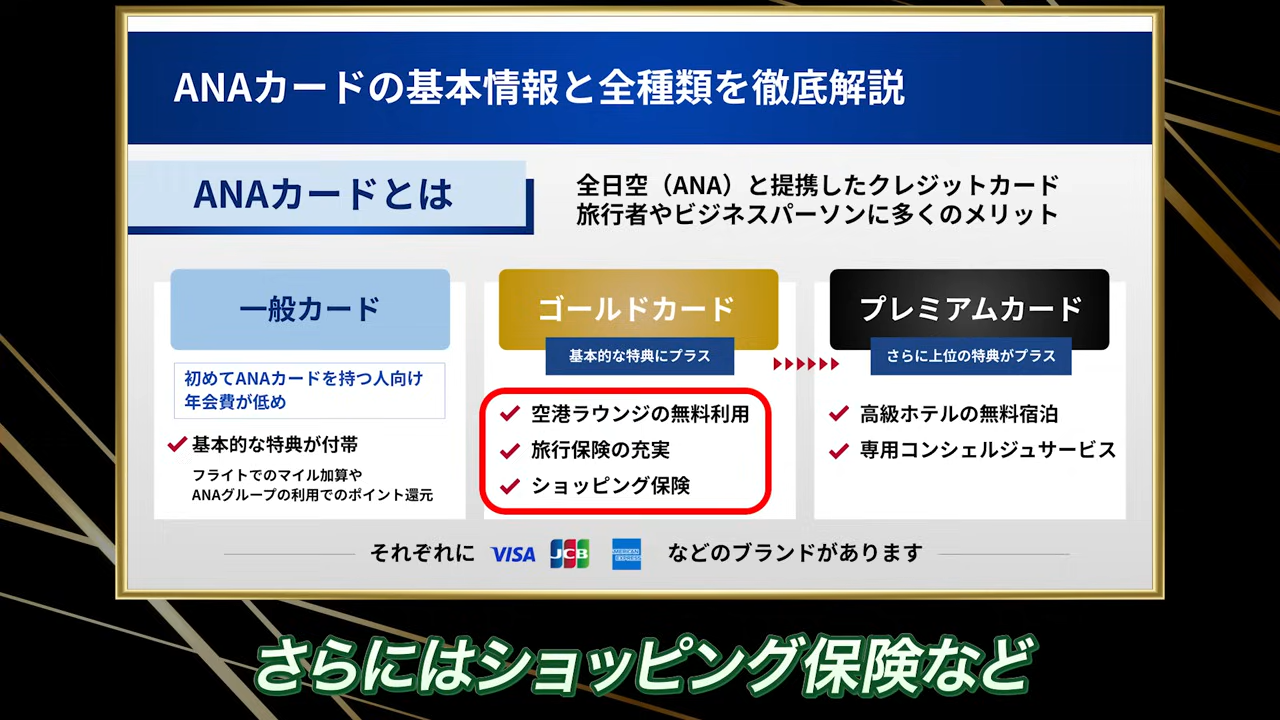 ANAカードの基本情報と全種類を徹底解説
ANAカードとは
全日空（ANA）と提携したクレジットカード
旅行者やビジネスパーソンに多くのメリット
一般カード
初めてANAカードを持つ人向け
年会費が低め
基本的な特典が付帯
フライトでのマイル加算や
ANAグループの利用でのポイント還元
ゴールドカード
基本的な特典にプラス
空港ラウンジの無料利用
旅行保険の充実
ショッピング保険
プレミアムカード
さらに上位の特典がプラス
高級ホテルの無料宿泊
専用コンシェルジュサービス
それぞれに VISA JCB AMERICAN EXPRESS などのブランドがあります
さらにはショッピング保険など